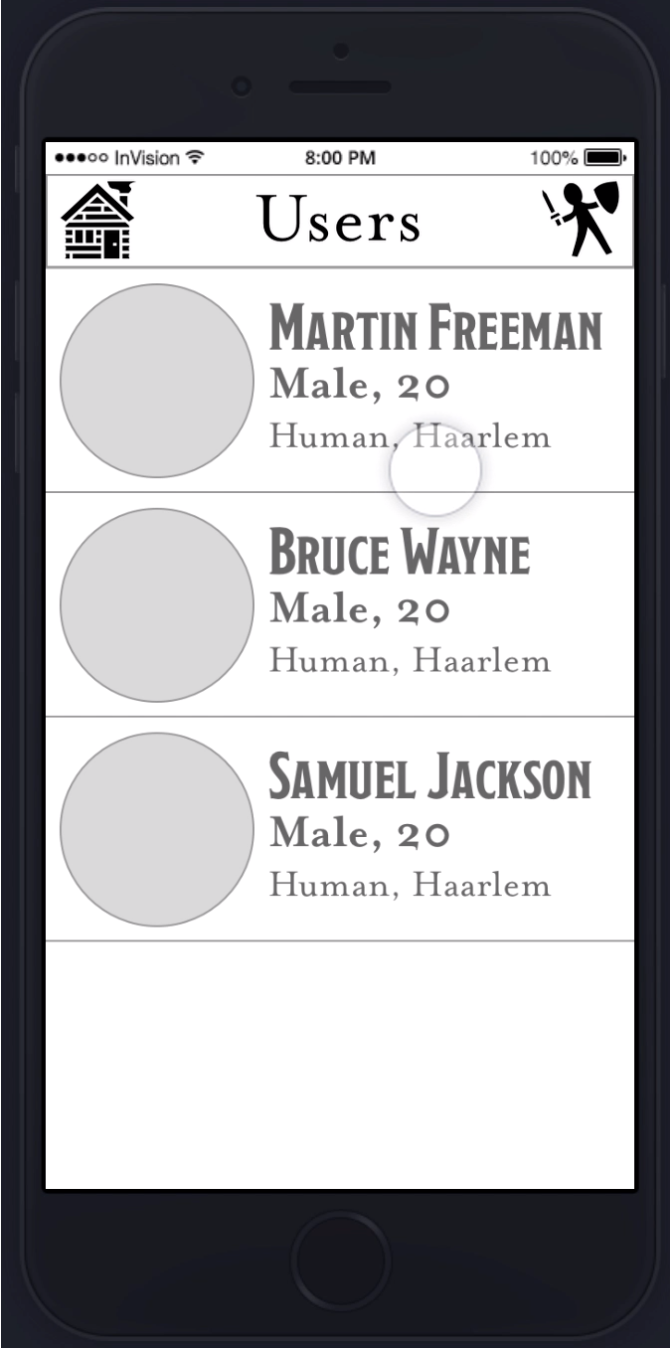 InVision 8:00 PM 100%
Users
Martin Freeman
Male, 20
Human, Haarlem
Bruce Wayne
Male, 20
Human, Haarlem
Samuel Jackson
Male, 20
Human, Haarlem